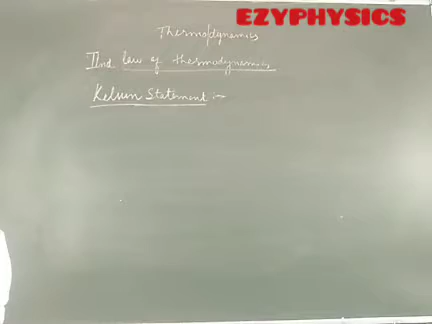 EZYPHYSICS
Thermodynamics
IInd law of thermodynamics
Kelvin Statement :-